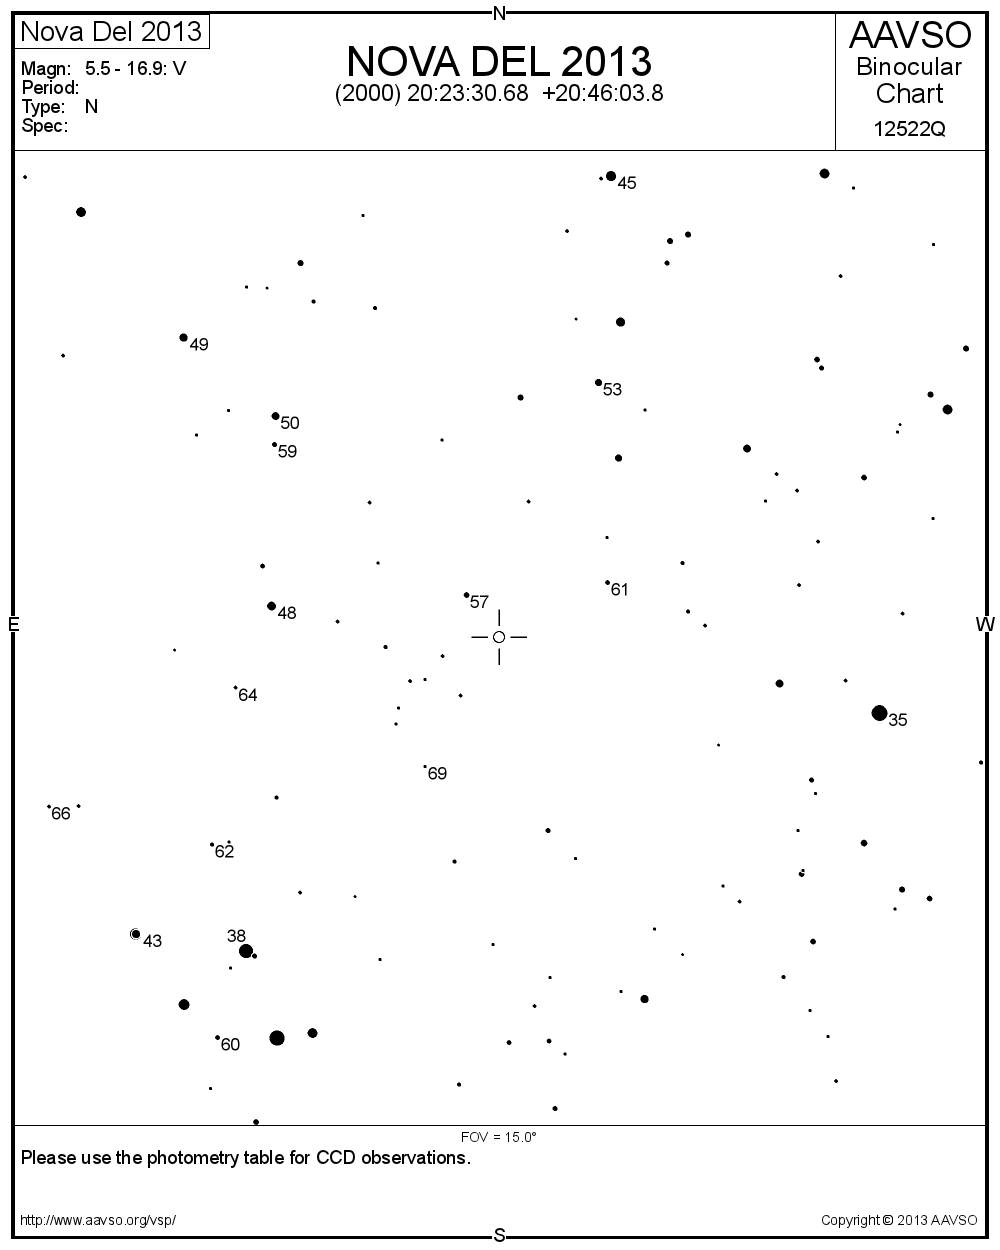 N
Nova Del 2013
Magn: 5.5 - 16.9: V
Period:
Type: N
Spec:
NOVA DEL 2013
(2000) 20:23:30.68 +20:46:03.8
AAVSO
Binocular
Chart
12522Q
45
49
53
50
59
61
57
48
E
W
64
35
69
66
62
38
43
60
FOV = 15.0°
Please use the photometry table for CCD observations.
http://www.aavso.org/vsp/
Copyright © 2013 AAVSO
S